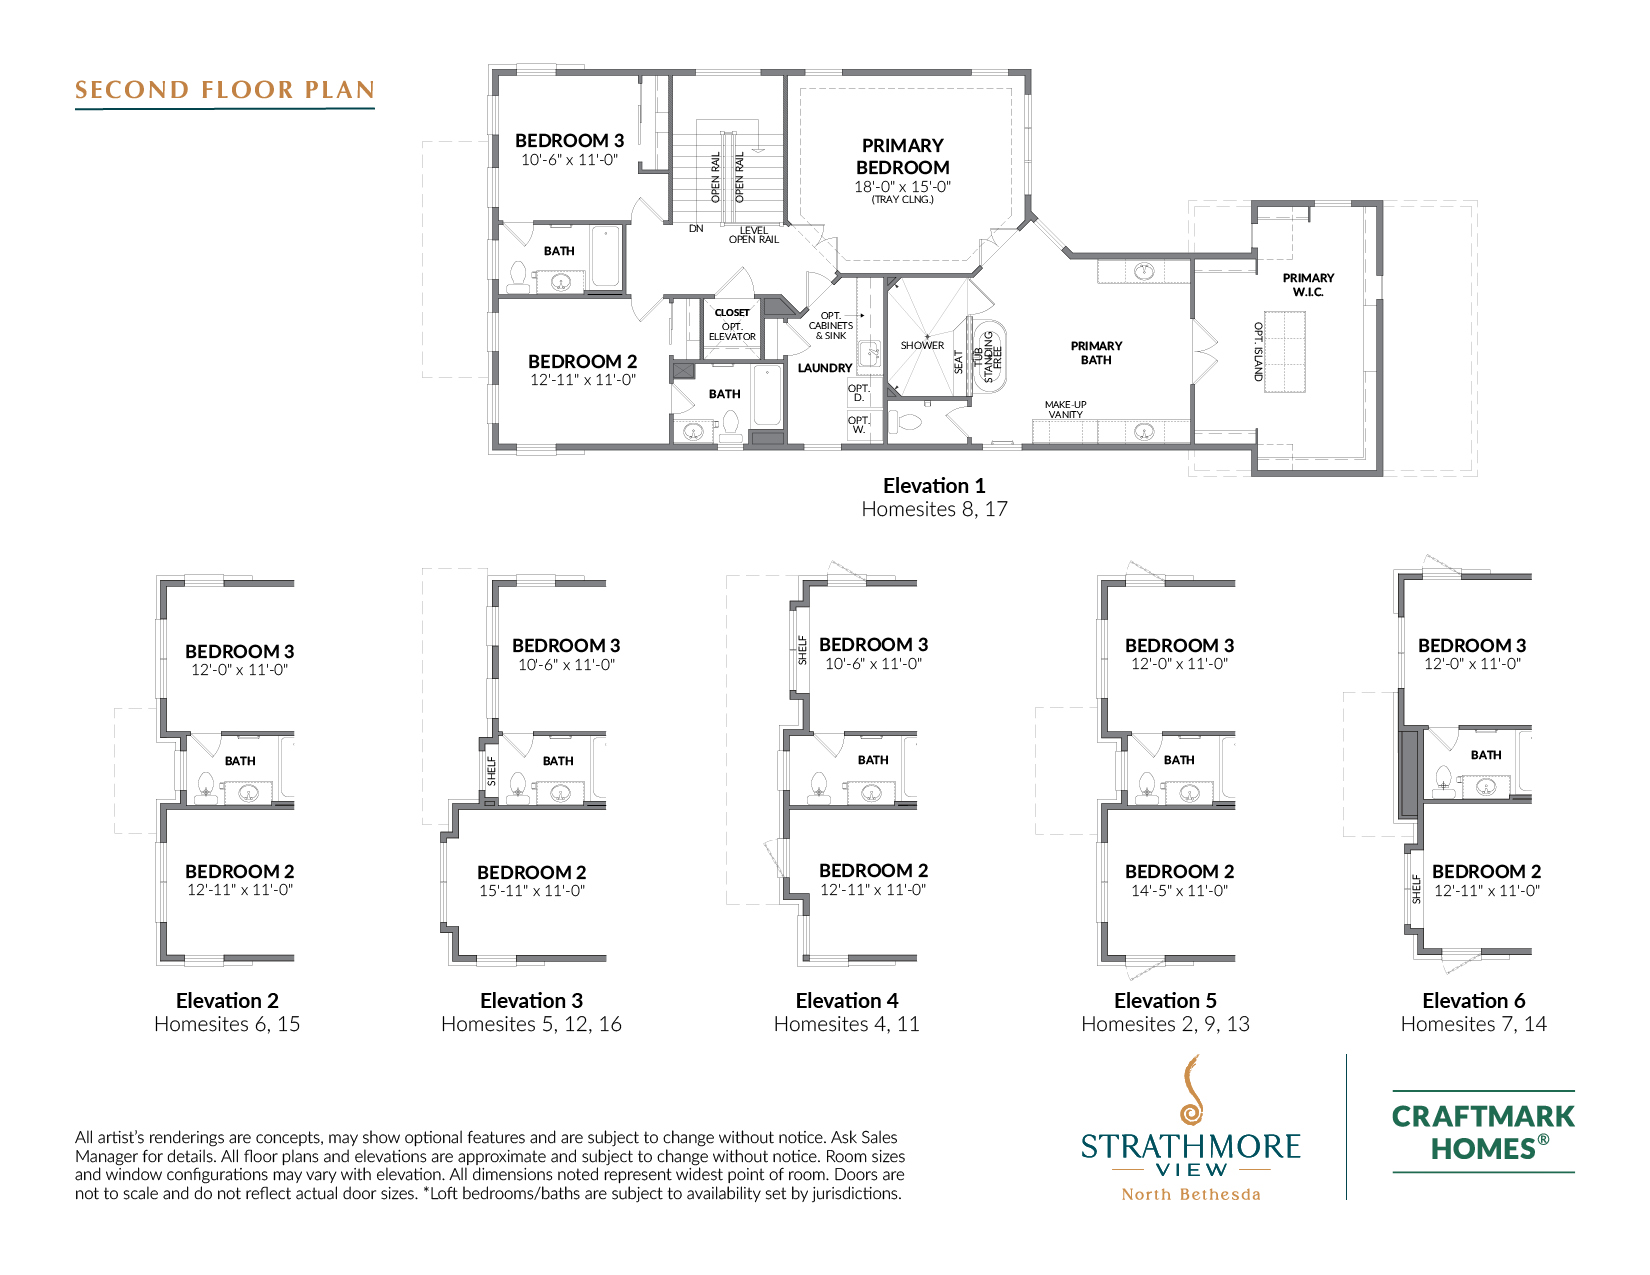 SECOND FLOOR PLAN
BEDROOM 3
10'-6" x 11'-0"
OPEN RAIL
OPEN RAIL
PRIMARY
BEDROOM
18'-0" x 15'-0"
(TRAY CLNG.)
DN
LEVEL
OPEN RAIL
BATH
PRIMARY
W.I.C.
CLOSET
OPT.
ELEVATOR
OPT.
CABINETS
& SINK
SHOWER
SEAT
FREE
STANDING
TUB
PRIMARY
BATH
OPT. ISLAND
BEDROOM 2
12'-11" x 11'-0"
LAUNDRY
BATH
OPT.
D.
OPT.
W.
MAKE-UP
VANITY
Elevation 1
Homesites 8, 17
BEDROOM 3
12'-0" x 11'-0"
BATH
BEDROOM 2
12'-11" x 11'-0"
Elevation 2
Homesites 6, 15
BEDROOM 3
10'-6" x 11'-0"
SHELF
BATH
BEDROOM 2
15'-11" x 11'-0"
Elevation 3
Homesites 5, 12, 16
SHELF
BEDROOM 3
10'-6" x 11'-0"
BATH
BEDROOM 2
12'-11" x 11'-0"
Elevation 4
Homesites 4, 11
BEDROOM 3
12'-0" x 11'-0"
BATH
BEDROOM 2
14'-5" x 11'-0"
Elevation 5
Homesites 2, 9, 13
BEDROOM 3
12'-0" x 11'-0"
BATH
BEDROOM 2
12'-11" x 11'-0"
SHELF
Elevation 6
Homesites 7, 14
All artist's renderings are concepts, may show optional features and are subject to change without notice. Ask Sales
Manager for details. All floor plans and elevations are approximate and subject to change without notice. Room sizes
and window configurations may vary with elevation. All dimensions noted represent widest point of room. Doors are
not to scale and do not reflect actual door sizes. *Loft bedrooms/baths are subject to availability set by jurisdictions.
STRATHMORE
VIEW
North Bethesda
CRAFTMARK
HOMES®